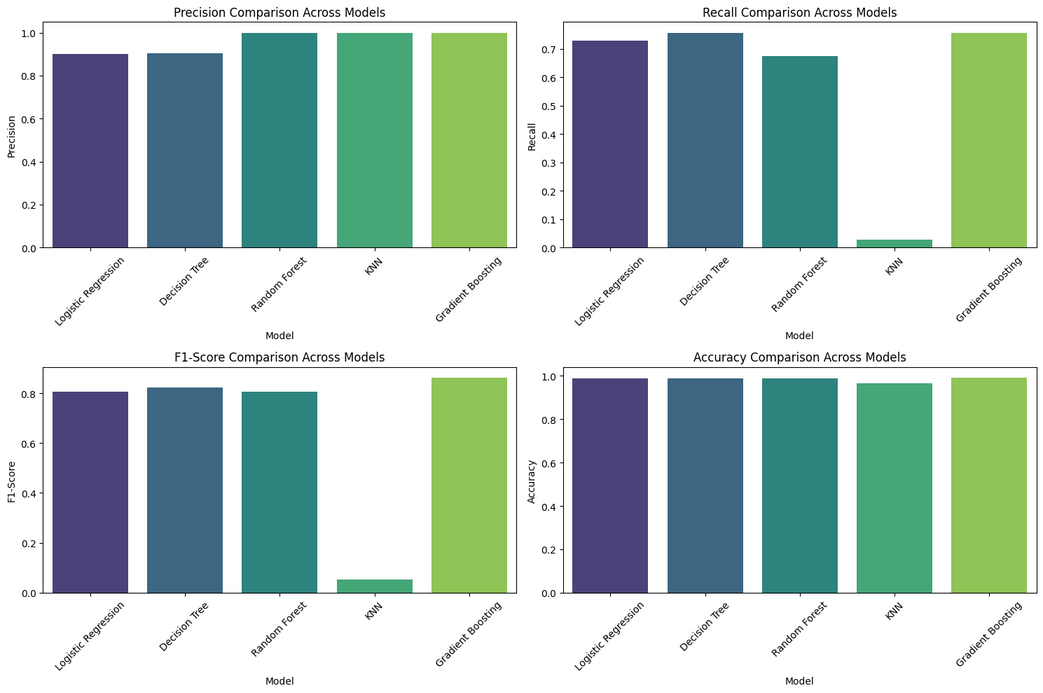 Precision Comparison Across Models
1.0
0.8
0.6
0.4
0.2
0.0
Precision
Logistic Regression
Decision Tree
Random Forest
KNN
Gradient Boosting
Model
Recall Comparison Across Models
0.7
0.6
0.5
0.4
0.3
0.2
0.1
0.0
Recall
Logistic Regression
Decision Tree
Random Forest
KNN
Gradient Boosting
Model
F1-Score Comparison Across Models
0.8
0.6
0.4
0.2
0.0
F1-Score
Logistic Regression
Decision Tree
Random Forest
KNN
Gradient Boosting
Model
Accuracy Comparison Across Models
1.0
0.8
0.6
0.4
0.2
0.0
Accuracy
Logistic Regression
Decision Tree
Random Forest
KNN
Gradient Boosting
Model